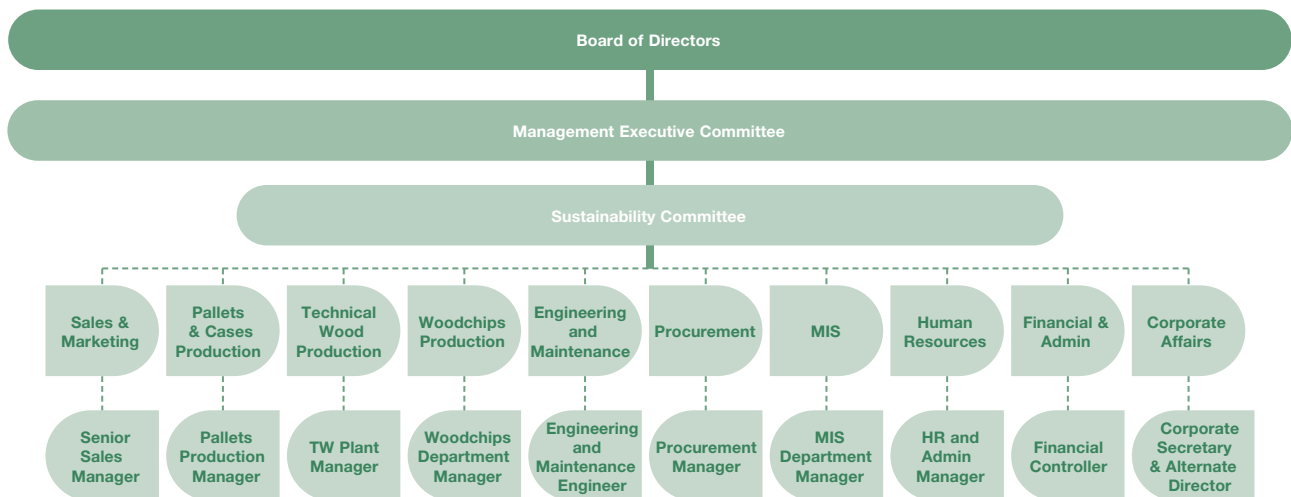 Board of Directors
Management Executive Committee
Sustainability Committee
Sales &
Marketing
Pallets
& Cases
Production
Technical
Wood
Production
Woodchips
Production
Engineering
and
Maintenance
Procurement
MIS
Human
Resources
Financial &
Admin
Corporate
Affairs
Senior
Sales
Manager
Pallets
Production
Manager
TW Plant
Manager
Woodchips
Department
Manager
Engineering
and
Maintenance
Engineer
Procurement
Manager
MIS
Department
Manager
HR and
Admin
Manager
Financial
Controller
Corporate
Secretary
& Alternate
Director